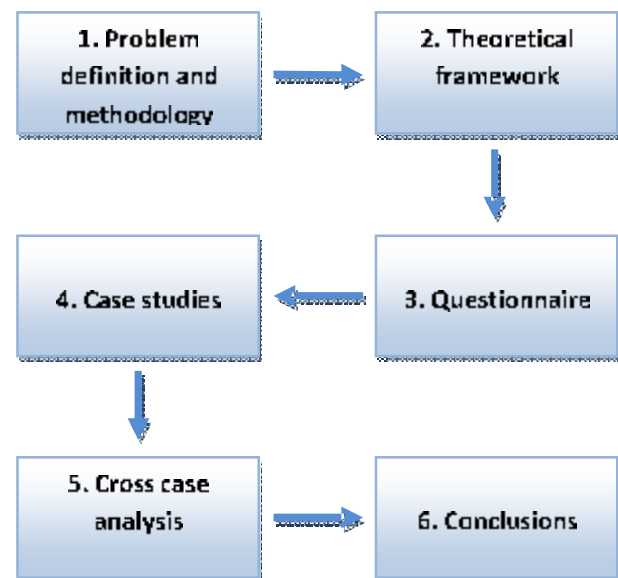 1. Problem
definition and
methodology
2. Theoretical
framework
3. Questionnaire
4. Case studies
5. Cross case
analysis
6. Conclusions